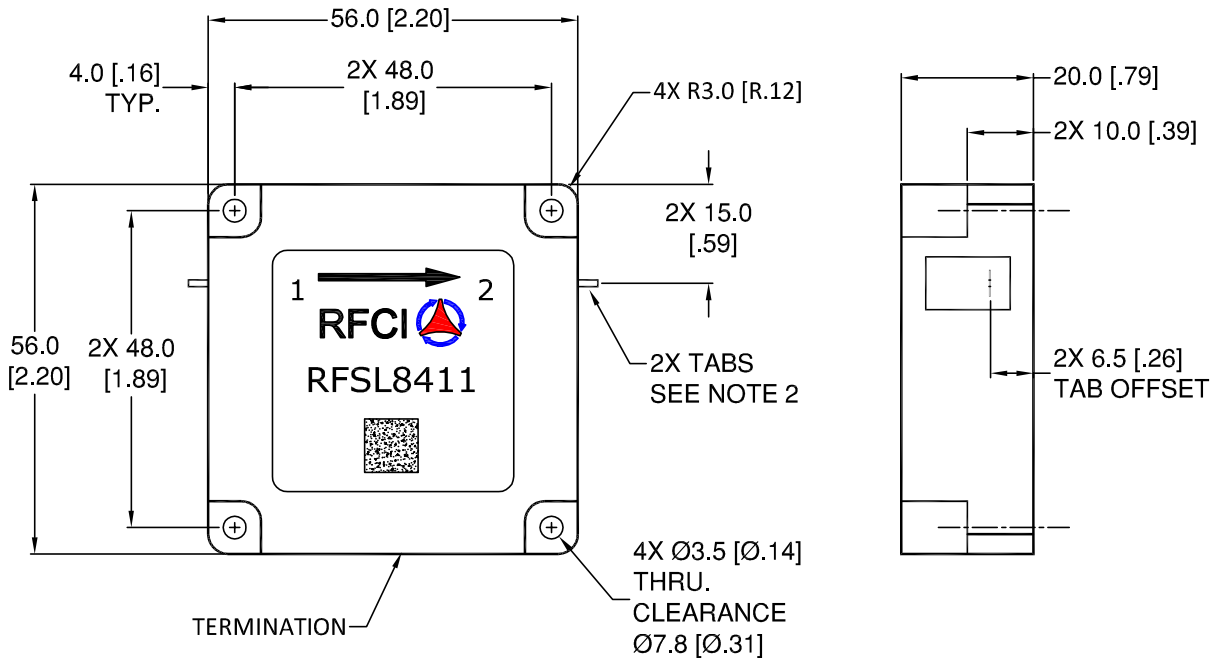 56.0 [2.20]
4.0 [.16]
TYP.
2X 48.0
[1.89]
4X R3.0 [R.12]
20.0 [.79]
2X 10.0 [.39]
2X 15.0
[.59]
1
2
RFCI
RFSL8411
56.0
[2.20]
2X 48.0
[1.89]
2X TABS
SEE NOTE 2
2X 6.5 [.26]
TAB OFFSET
4X Ø3.5 [Ø.14]
THRU.
CLEARANCE
Ø7.8 [Ø.31]
TERMINATION